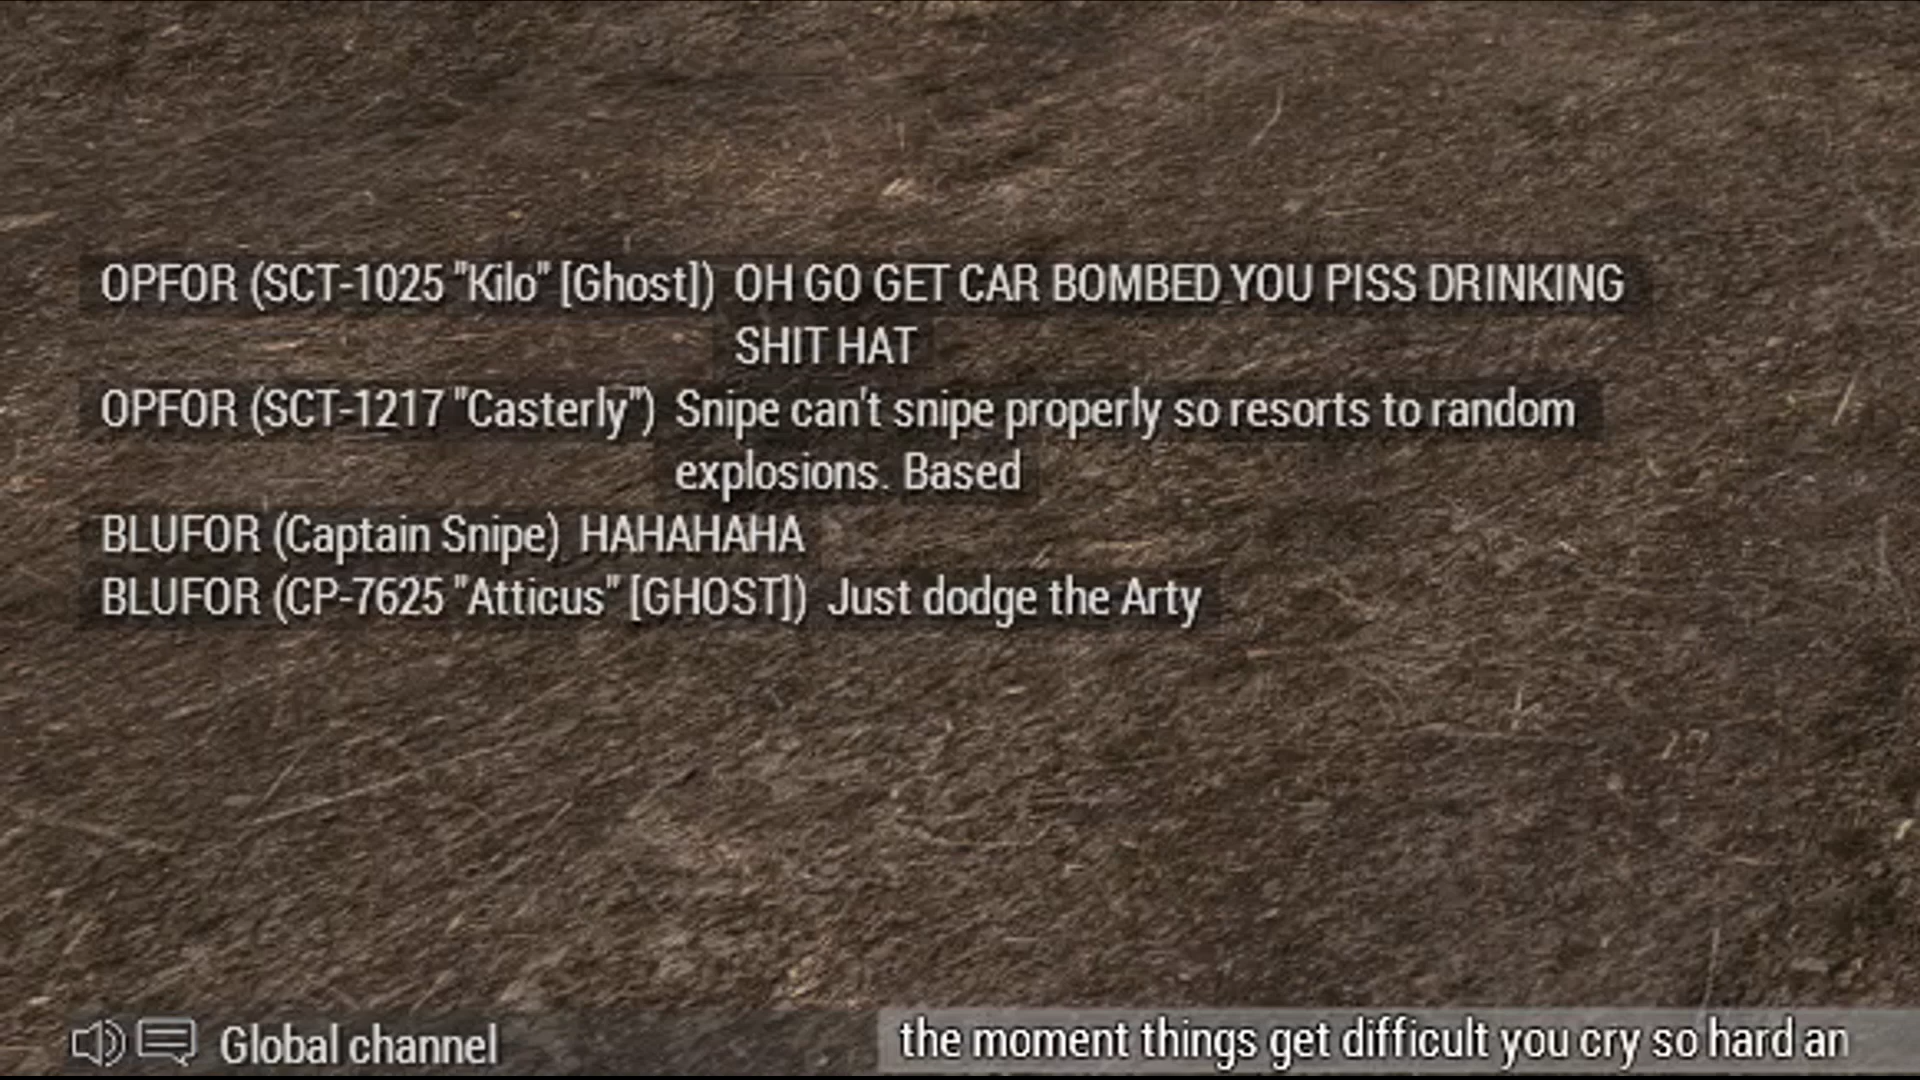 OPFOR (SCT-1025 "Kilo" [Ghost]) OH GO GET CAR BOMBED YOU PISS DRINKING
SHIT HAT
OPFOR (SCT-1217 "Casterly") Snipe can't snipe properly so resorts to random
explosions. Based
BLUFOR (Captain Snipe) HAHAHAHA
BLUFOR (CP-7625 "Atticus" [GHOST]) Just dodge the Arty
Global channel
the moment things get difficult you cry so hard an